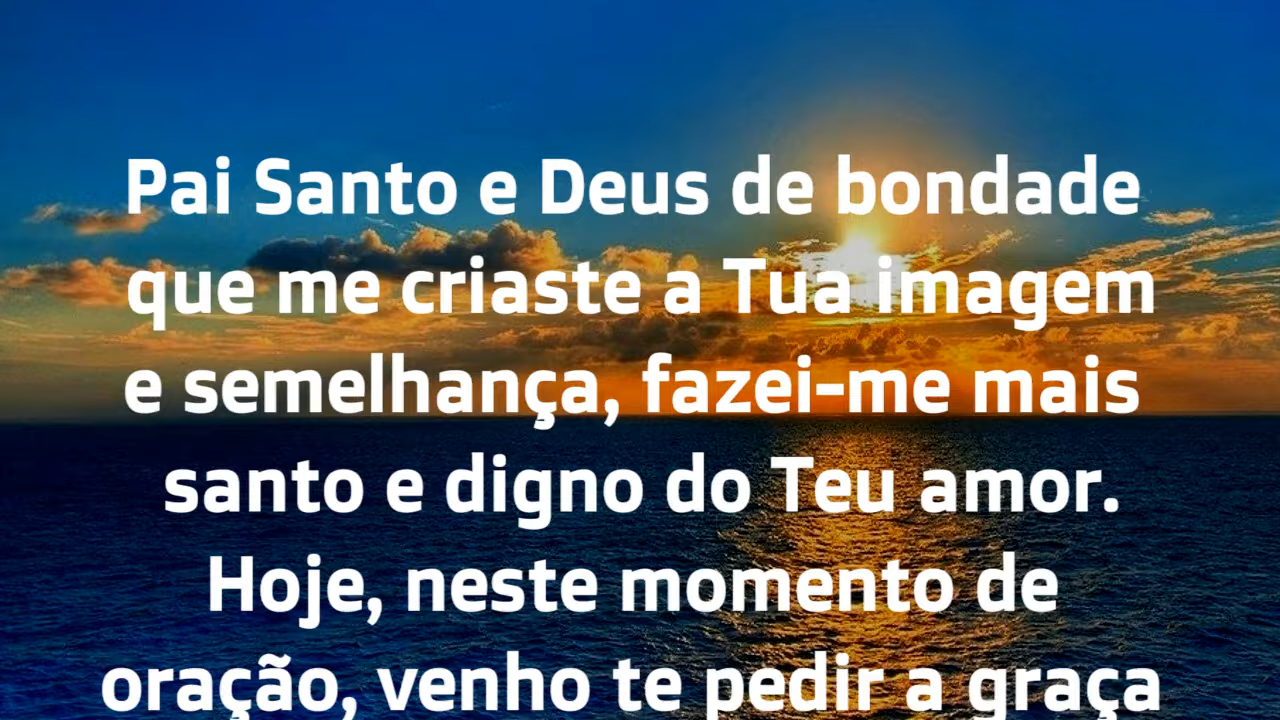 Pai Santo e Deus de bondade
que me criaste a Tua imagem
e semelhança, fazei-me mais
santo e digno do Teu amor.
Hoje, neste momento de
oração, venho te pedir a graça